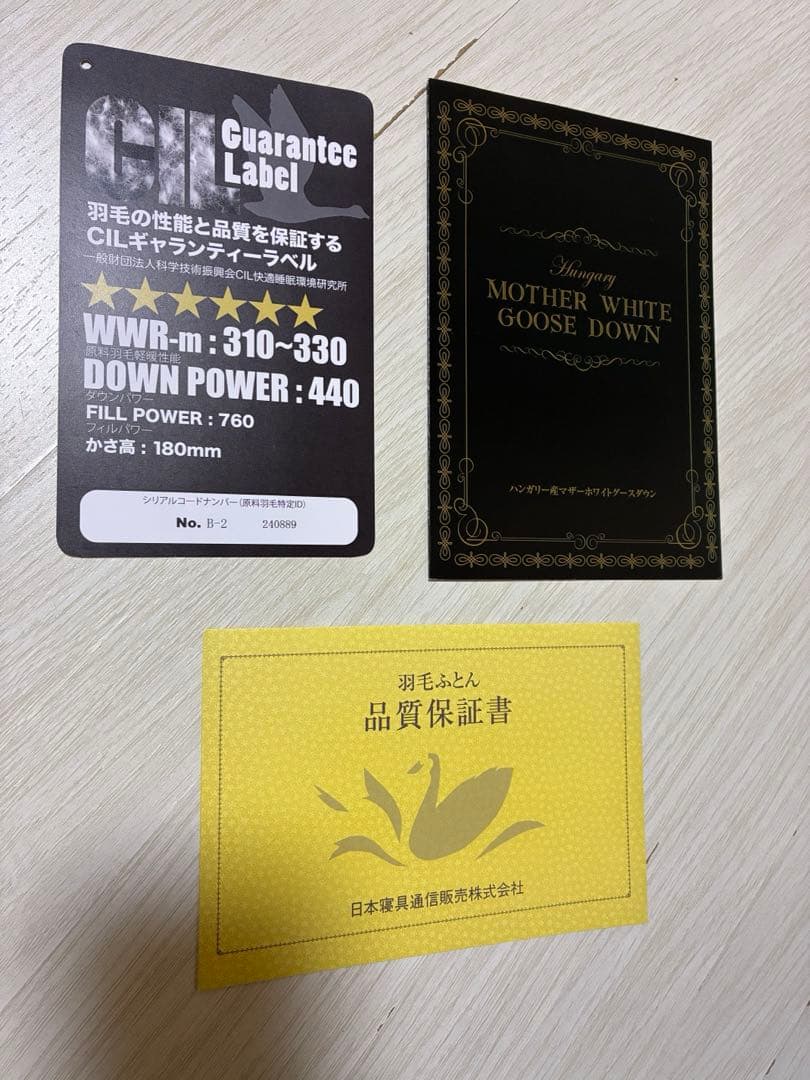 CIL Guarantee
Label
羽毛の性能と品質を保証する
CILギャランティーラベル
一般財団法人科学技術振興会CIL快適睡眠環境研究所
WWR-m : 310~330
原料羽毛軽暖性能
DOWN POWER : 440
ダウンパワー
FILL POWER : 760
フィルパワー
かさ高 : 180mm
シリアルコードナンバー(原料羽毛特定ID)
No. B-2 240889
Hungary
MOTHER WHITE
GOOSE DOWN
ハンガリー産マザーホワイトグースダウン
羽毛ふとん
品質保証書
日本寝具通信販売株式会社